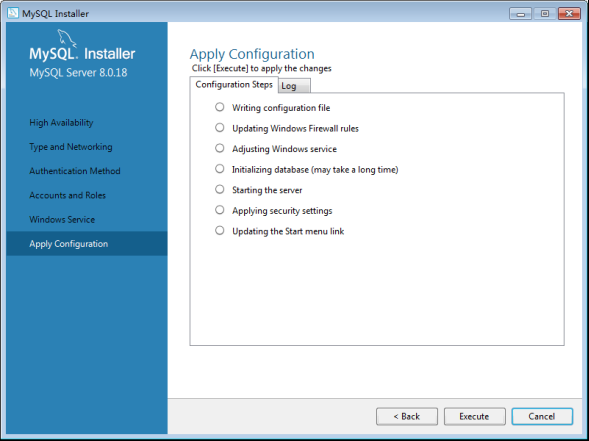 MySQL Installer
MySQL. Installer
MySQL Server 8.0.18
High Availability
Type and Networking
Authentication Method
Accounts and Roles
Windows Service
Apply Configuration
Apply Configuration
Click [Execute] to apply the changes
Configuration Steps Log
Writing configuration file
Updating Windows Firewall rules
Adjusting Windows service
Initializing database (may take a long time)
Starting the server
Applying security settings
Updating the Start menu link
< Back Execute Cancel